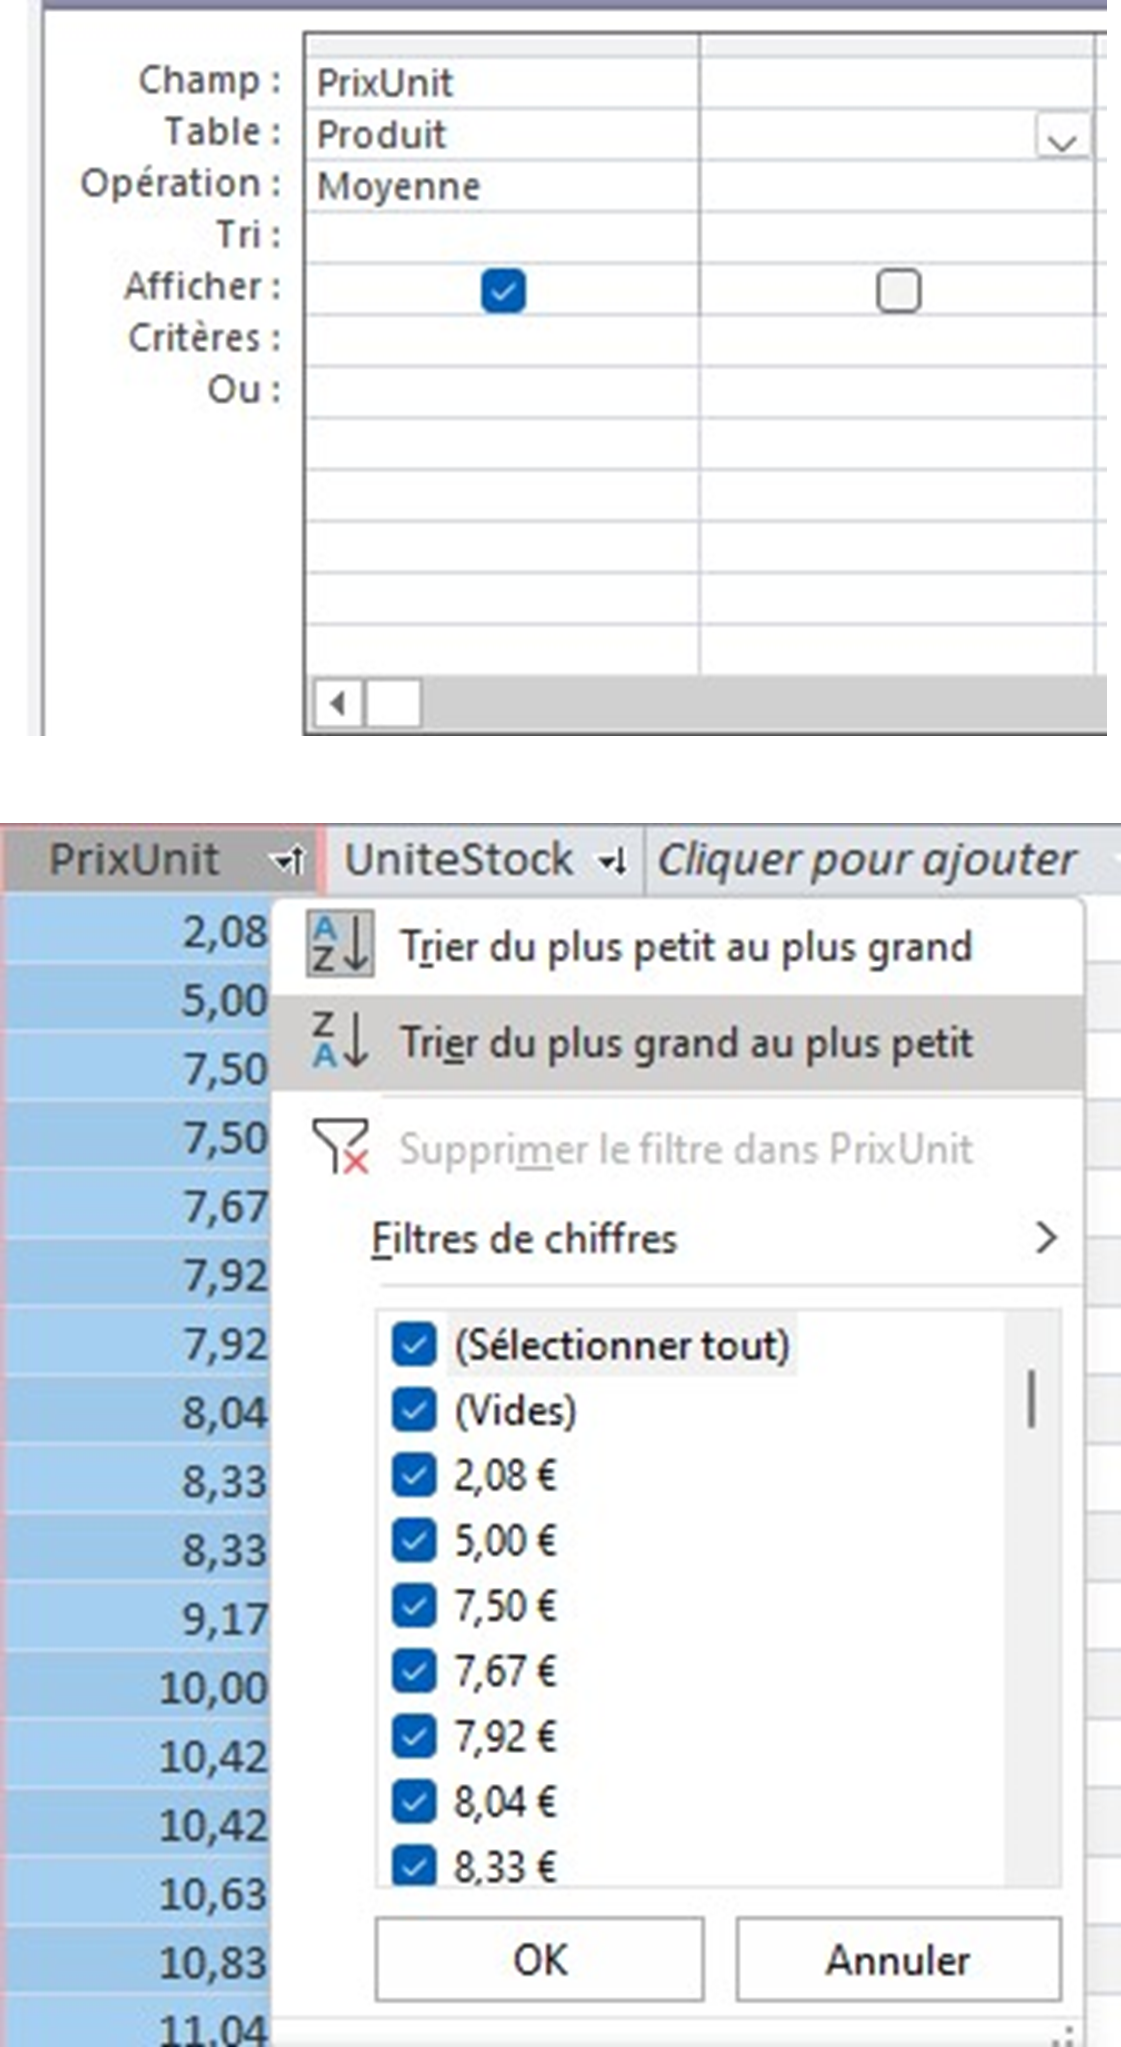 Champ : PrixUnit
Table : Produit
Opération : Moyenne
Tri :
Afficher :
Critères :
Ou :
PrixUnit UniteStock Cliquer pour ajouter
2,08
5,00
7,50
7,50
7,67
7,92
7,92
8,04
8,33
8,33
9,17
10,00
10,42
10,42
10,63
10,83
11,04
Trier du plus petit au plus grand
Trier du plus grand au plus petit
Supprimer le filtre dans PrixUnit
Filtres de chiffres
(Sélectionner tout)
(Vides)
2,08 €
5,00 €
7,50 €
7,67 €
7,92 €
8,04 €
8,33 €
OK Annuler